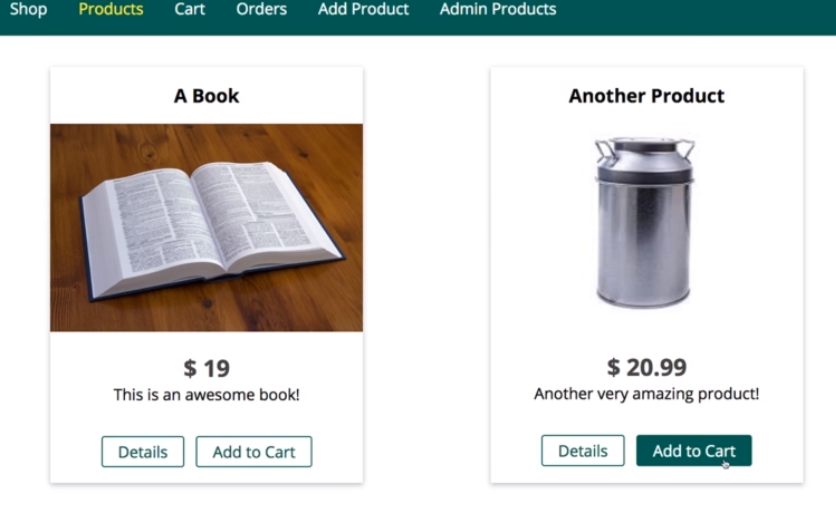 Shop Products Cart Orders Add Product Admin Products
A Book
$ 19
This is an awesome book!
Details Add to Cart
Another Product
$ 20.99
Another very amazing product!
Details Add to Cart